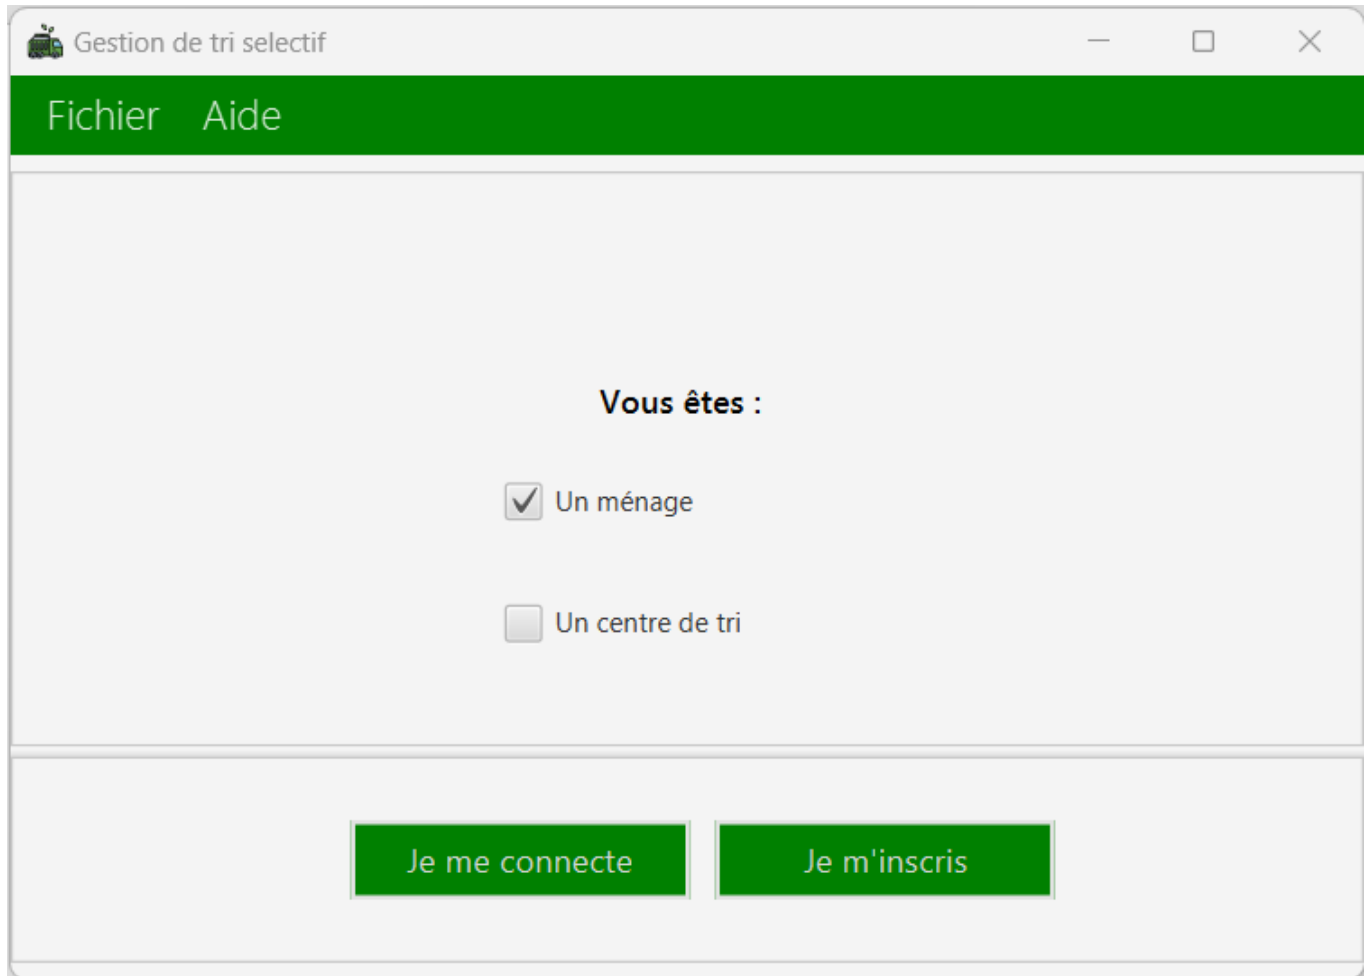 Gestion de tri selectif
Fichier Aide
Vous êtes :
Un ménage
Un centre de tri
Je me connecte Je m'inscris